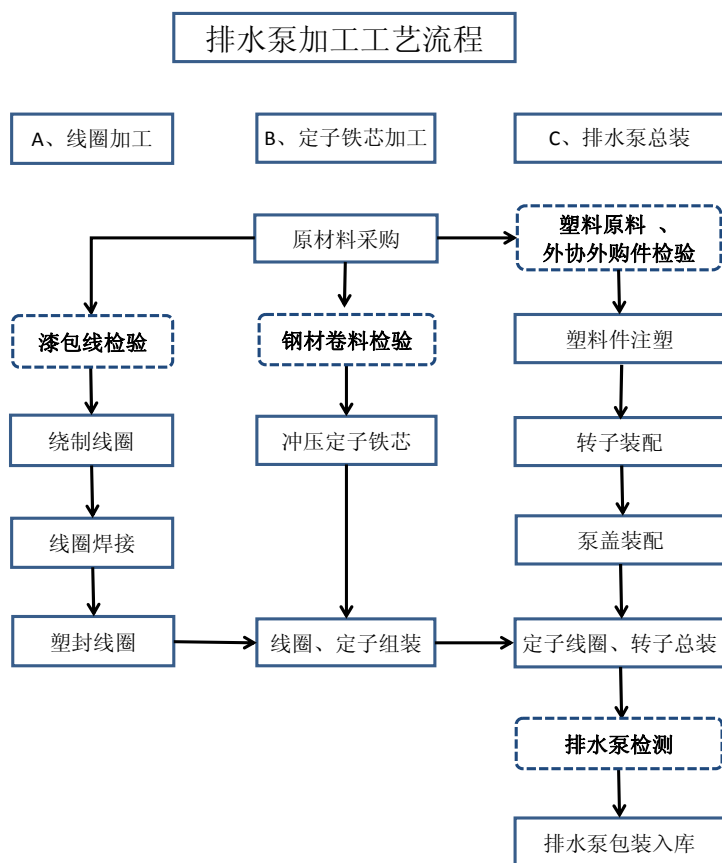 排水泵加工工艺流程
A、线圈加工
B、定子铁芯加工
C、排水泵总装
原材料采购
塑料原料 、
外协外购件检验
漆包线检验
钢材卷料检验
塑料件注塑
绕制线圈
冲压定子铁芯
转子装配
线圈焊接
泵盖装配
塑封线圈
线圈、定子组装
定子线圈、转子总装
排水泵检测
排水泵包装入库